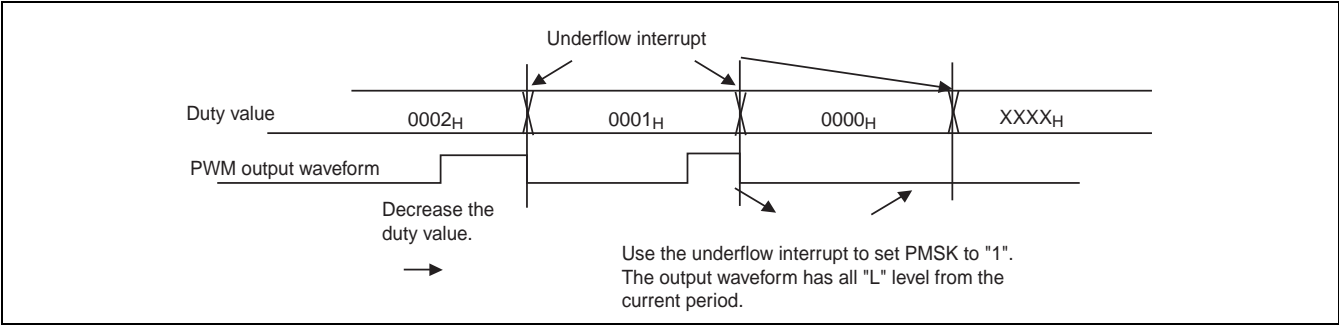 Underflow interrupt
Duty value
0002H
0001H
0000H
XXXXH
PWM output waveform
Decrease the
duty value.
Use the underflow interrupt to set PMSK to "1".
The output waveform has all "L" level from the
current period.